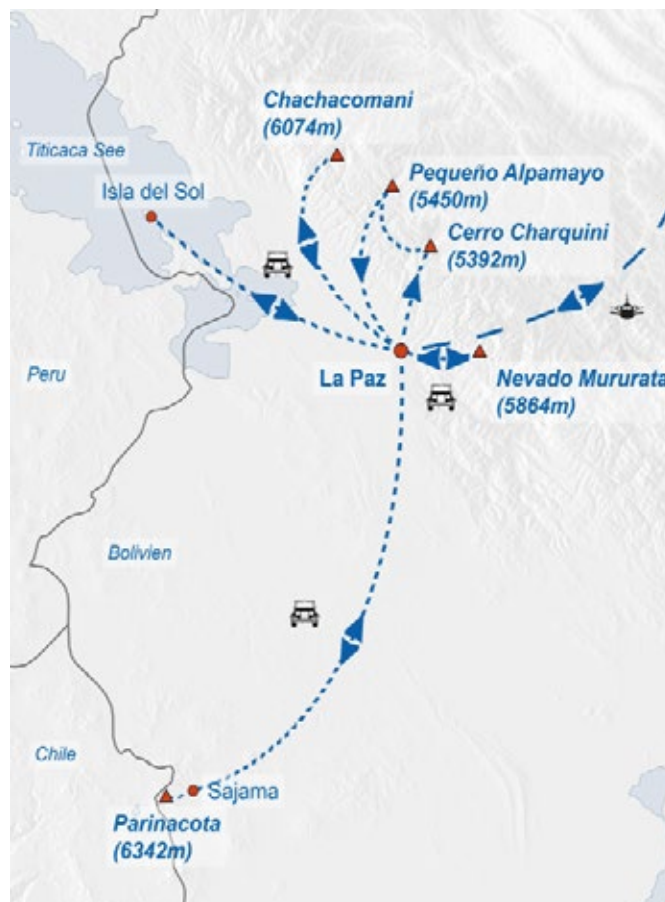 Chachacomani
(6074m)
Titicaca See
Pequeño Alpamayo
(5450m)
Isla del Sol
Cerro Charquini
(5392m)
Peru
La Paz
Nevado Mururata
(5864m)
Bolivien
Chile
Sajama
Parinacota
(6342m)